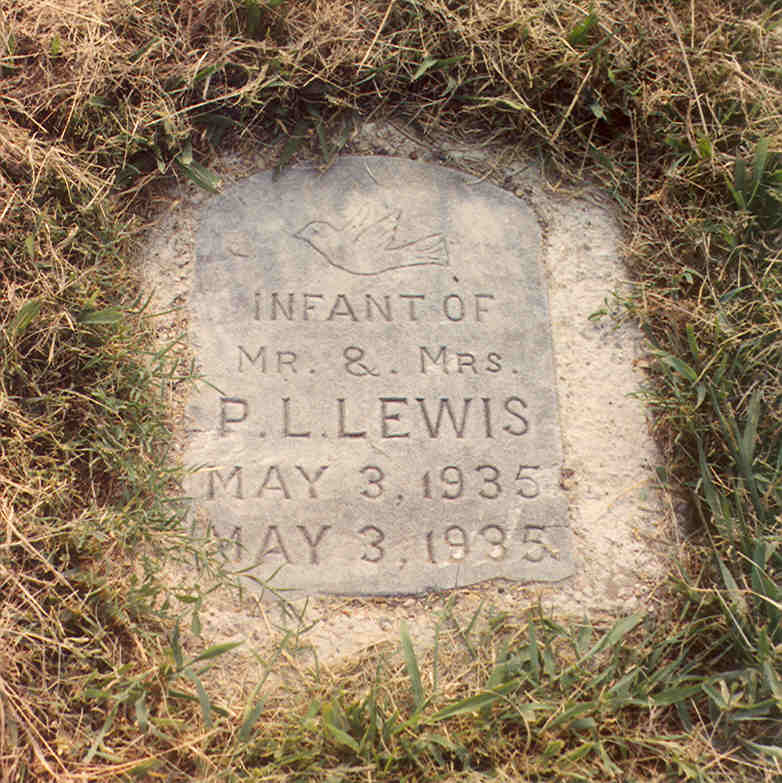 INFANT OF
MR. &. MRS.
P.L.LEWIS
MAY 3, 1935
MAY 3, 1935